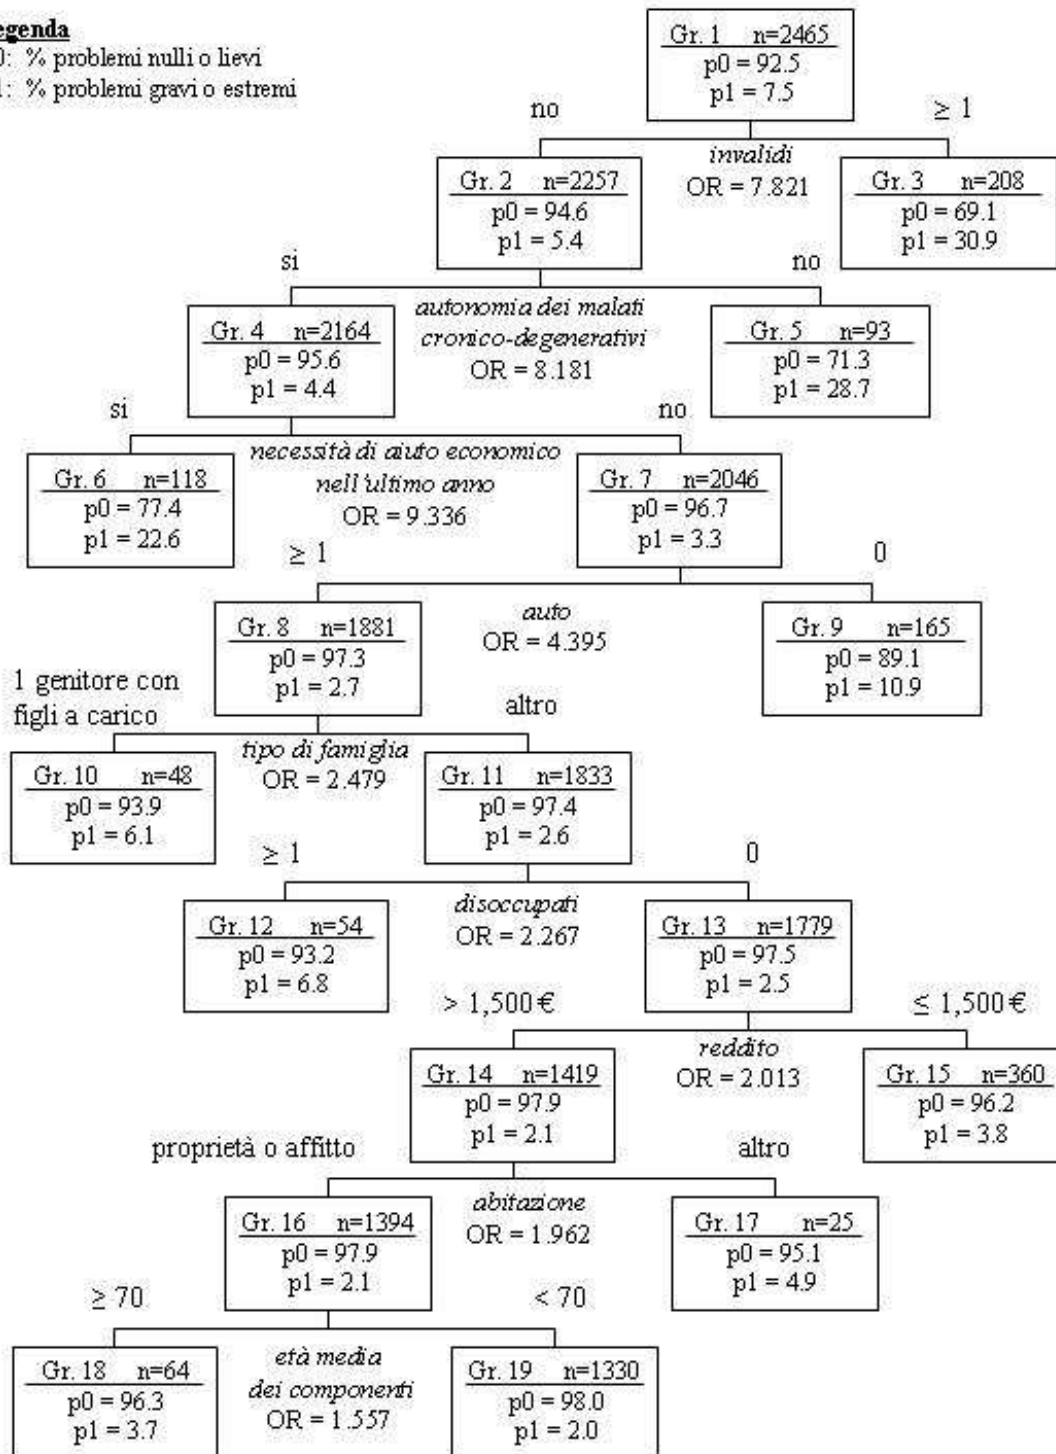 egenda
0: % problemi nulli o lievi
1: % problemi gravi o estremi
Gr. 1 n=2465
p0 = 92.5
p1 = 7.5
no
≥ 1
invalidi
OR = 7.821
Gr. 2 n=2257
p0 = 94.6
p1 = 5.4
Gr. 3 n=208
p0 = 69.1
p1 = 30.9
si
no
autonomia dei malati
cronico-degenerativi
OR = 8.181
Gr. 4 n=2164
p0 = 95.6
p1 = 4.4
Gr. 5 n=93
p0 = 71.3
p1 = 28.7
si
no
necessità di aiuto economico
nell'ultimo anno
OR = 9.336
Gr. 6 n=118
p0 = 77.4
p1 = 22.6
Gr. 7 n=2046
p0 = 96.7
p1 = 3.3
≥ 1
0
auto
OR = 4.395
Gr. 8 n=1881
p0 = 97.3
p1 = 2.7
Gr. 9 n=165
p0 = 89.1
p1 = 10.9
1 genitore con
figli a carico
altro
tipo di famiglia
OR = 2.479
Gr. 10 n=48
p0 = 93.9
p1 = 6.1
Gr. 11 n=1833
p0 = 97.4
p1 = 2.6
≥ 1
0
disoccupati
OR = 2.267
Gr. 12 n=54
p0 = 93.2
p1 = 6.8
Gr. 13 n=1779
p0 = 97.5
p1 = 2.5
> 1,500 €
≤ 1,500 €
reddito
OR = 2.013
Gr. 14 n=1419
p0 = 97.9
p1 = 2.1
Gr. 15 n=360
p0 = 96.2
p1 = 3.8
proprietà o affitto
altro
abitazione
OR = 1.962
Gr. 16 n=1394
p0 = 97.9
p1 = 2.1
Gr. 17 n=25
p0 = 95.1
p1 = 4.9
≥ 70
< 70
età media
dei componenti
OR = 1.557
Gr. 18 n=64
p0 = 96.3
p1 = 3.7
Gr. 19 n=1330
p0 = 98.0
p1 = 2.0